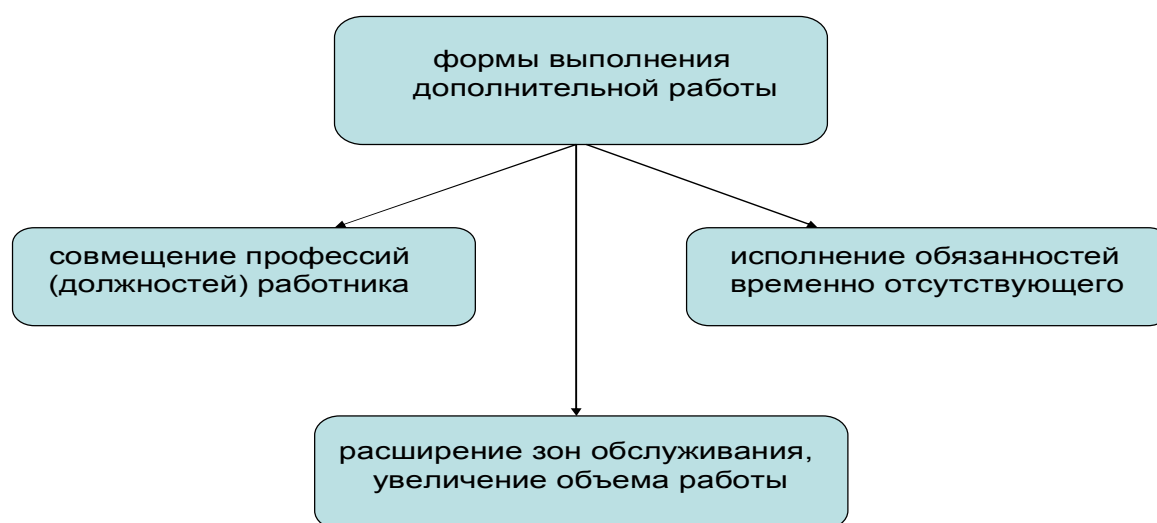 формы выполнения
дополнительной работы
совмещение профессий
(должностей) работника
исполнение обязанностей
временно отсутствующего
расширение зон обслуживания,
увеличение объема работы